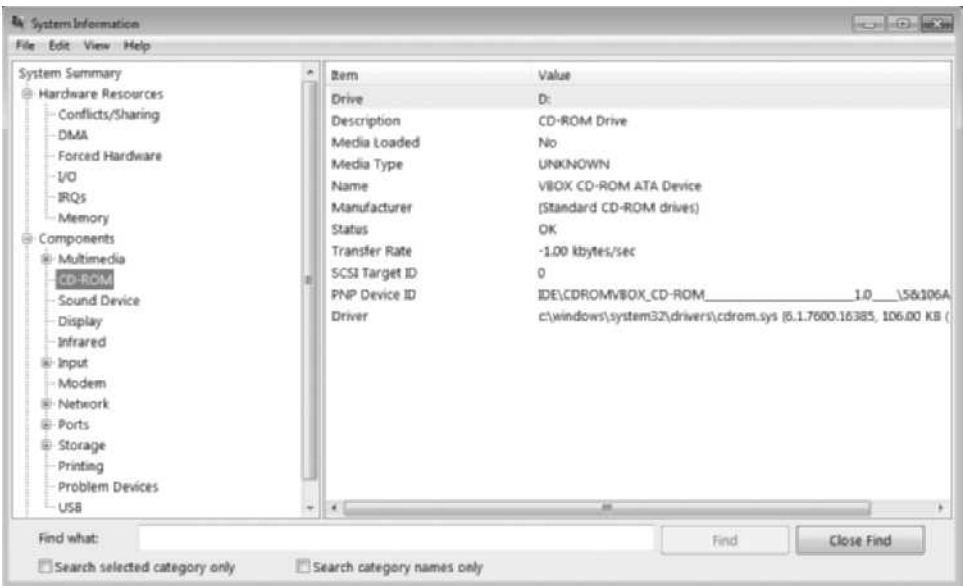 System Information
File Edit View Help
System Summary
Hardware Resources
Conflicts/Sharing
DMA
Forced Hardware
I/O
IRQs
Memory
Components
Multimedia
CD-ROM
Sound Device
Display
Infrared
Input
Modem
Network
Ports
Storage
Printing
Problem Devices
USB
Item Value
Drive D:
Description CD-ROM Drive
Media Loaded No
Media Type UNKNOWN
Name VBOX CD-ROM ATA Device
Manufacturer (Standard CD-ROM drives)
Status OK
Transfer Rate -1.00 kbytes/sec
SCSI Target ID 0
PNP Device ID IDE\CDROMVBOX_CD-ROM_____________________1.0____\5&106A
Driver c:\windows\system32\drivers\cdrom.sys (6.1.7600.16385, 106.00 KB (
Find what: Find Close Find
Search selected category only Search category names only